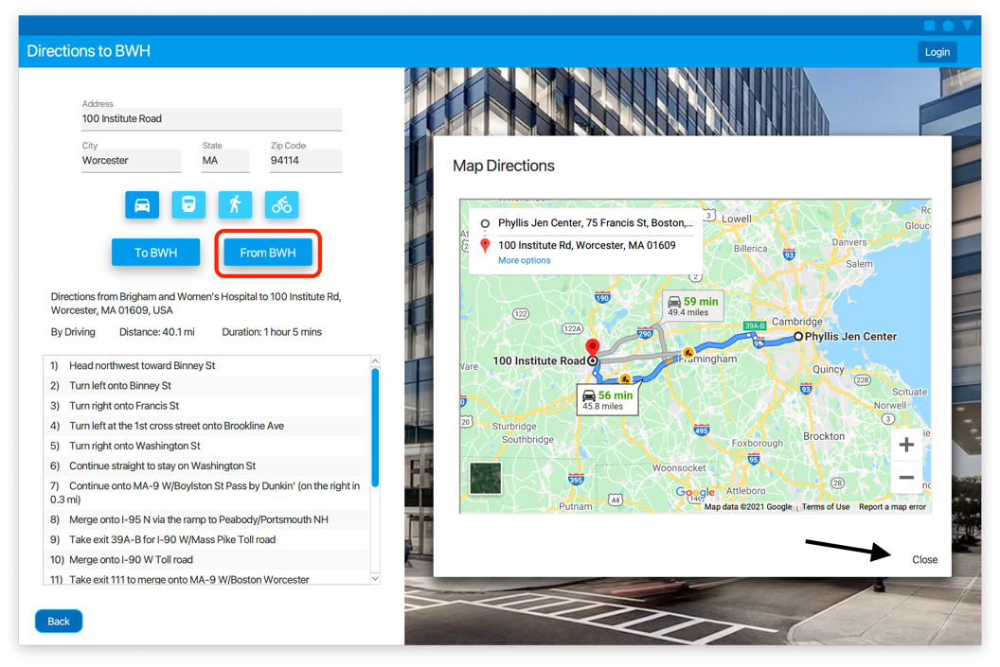 Directions to BWH
Login
Address
100 Institute Road
City
State
Zip Code
Worcester
MA
94114
To BWH
From BWH
Directions from Brigham and Women's Hospital to 100 Institute Rd,
Worcester, MA 01609, USA
By Driving
Distance: 40.1 mi
Duration: 1 hour 5 mins
1) Head northwest toward Binney St
2) Turn left onto Binney St
3) Turn right onto Francis St
4) Turn left at the 1st cross street onto Brookline Ave
5) Turn right onto Washington St
6) Continue straight to stay on Washington St
7) Continue onto MA-9 W/Boylston St Pass by Dunkin' (on the right in
0.3 mi)
8) Merge onto I-95 N via the ramp to Peabody/Portsmouth NH
9) Take exit 39A-B for I-90 W/Mass Pike Toll road
10) Merge onto I-90 W Toll road
11) Take exit 111 to merge onto MA-9 W/Boston Worcester
Back
Map Directions
Phyllis Jen Center, 75 Francis St, Boston,...
100 Institute Rd, Worcester, MA 01609
More options
3
Lowell
Billerica
93
Danvers
Salem
2
190
122
122A
59 min
49.4 miles
290
39A-B
95
Cambridge
Phyllis Jen Center
100 Institute Road
Framingham
56 min
45.8 miles
Quincy
93
228
Scituate
Norwell
3
20
Sturbridge
Southbridge
495
Brockton
Foxborough
95
Woonsocket
395
44
Putnam
28
Google
Attleboro
Map data ©2021 Google
Terms of Use
Report a map error
Close